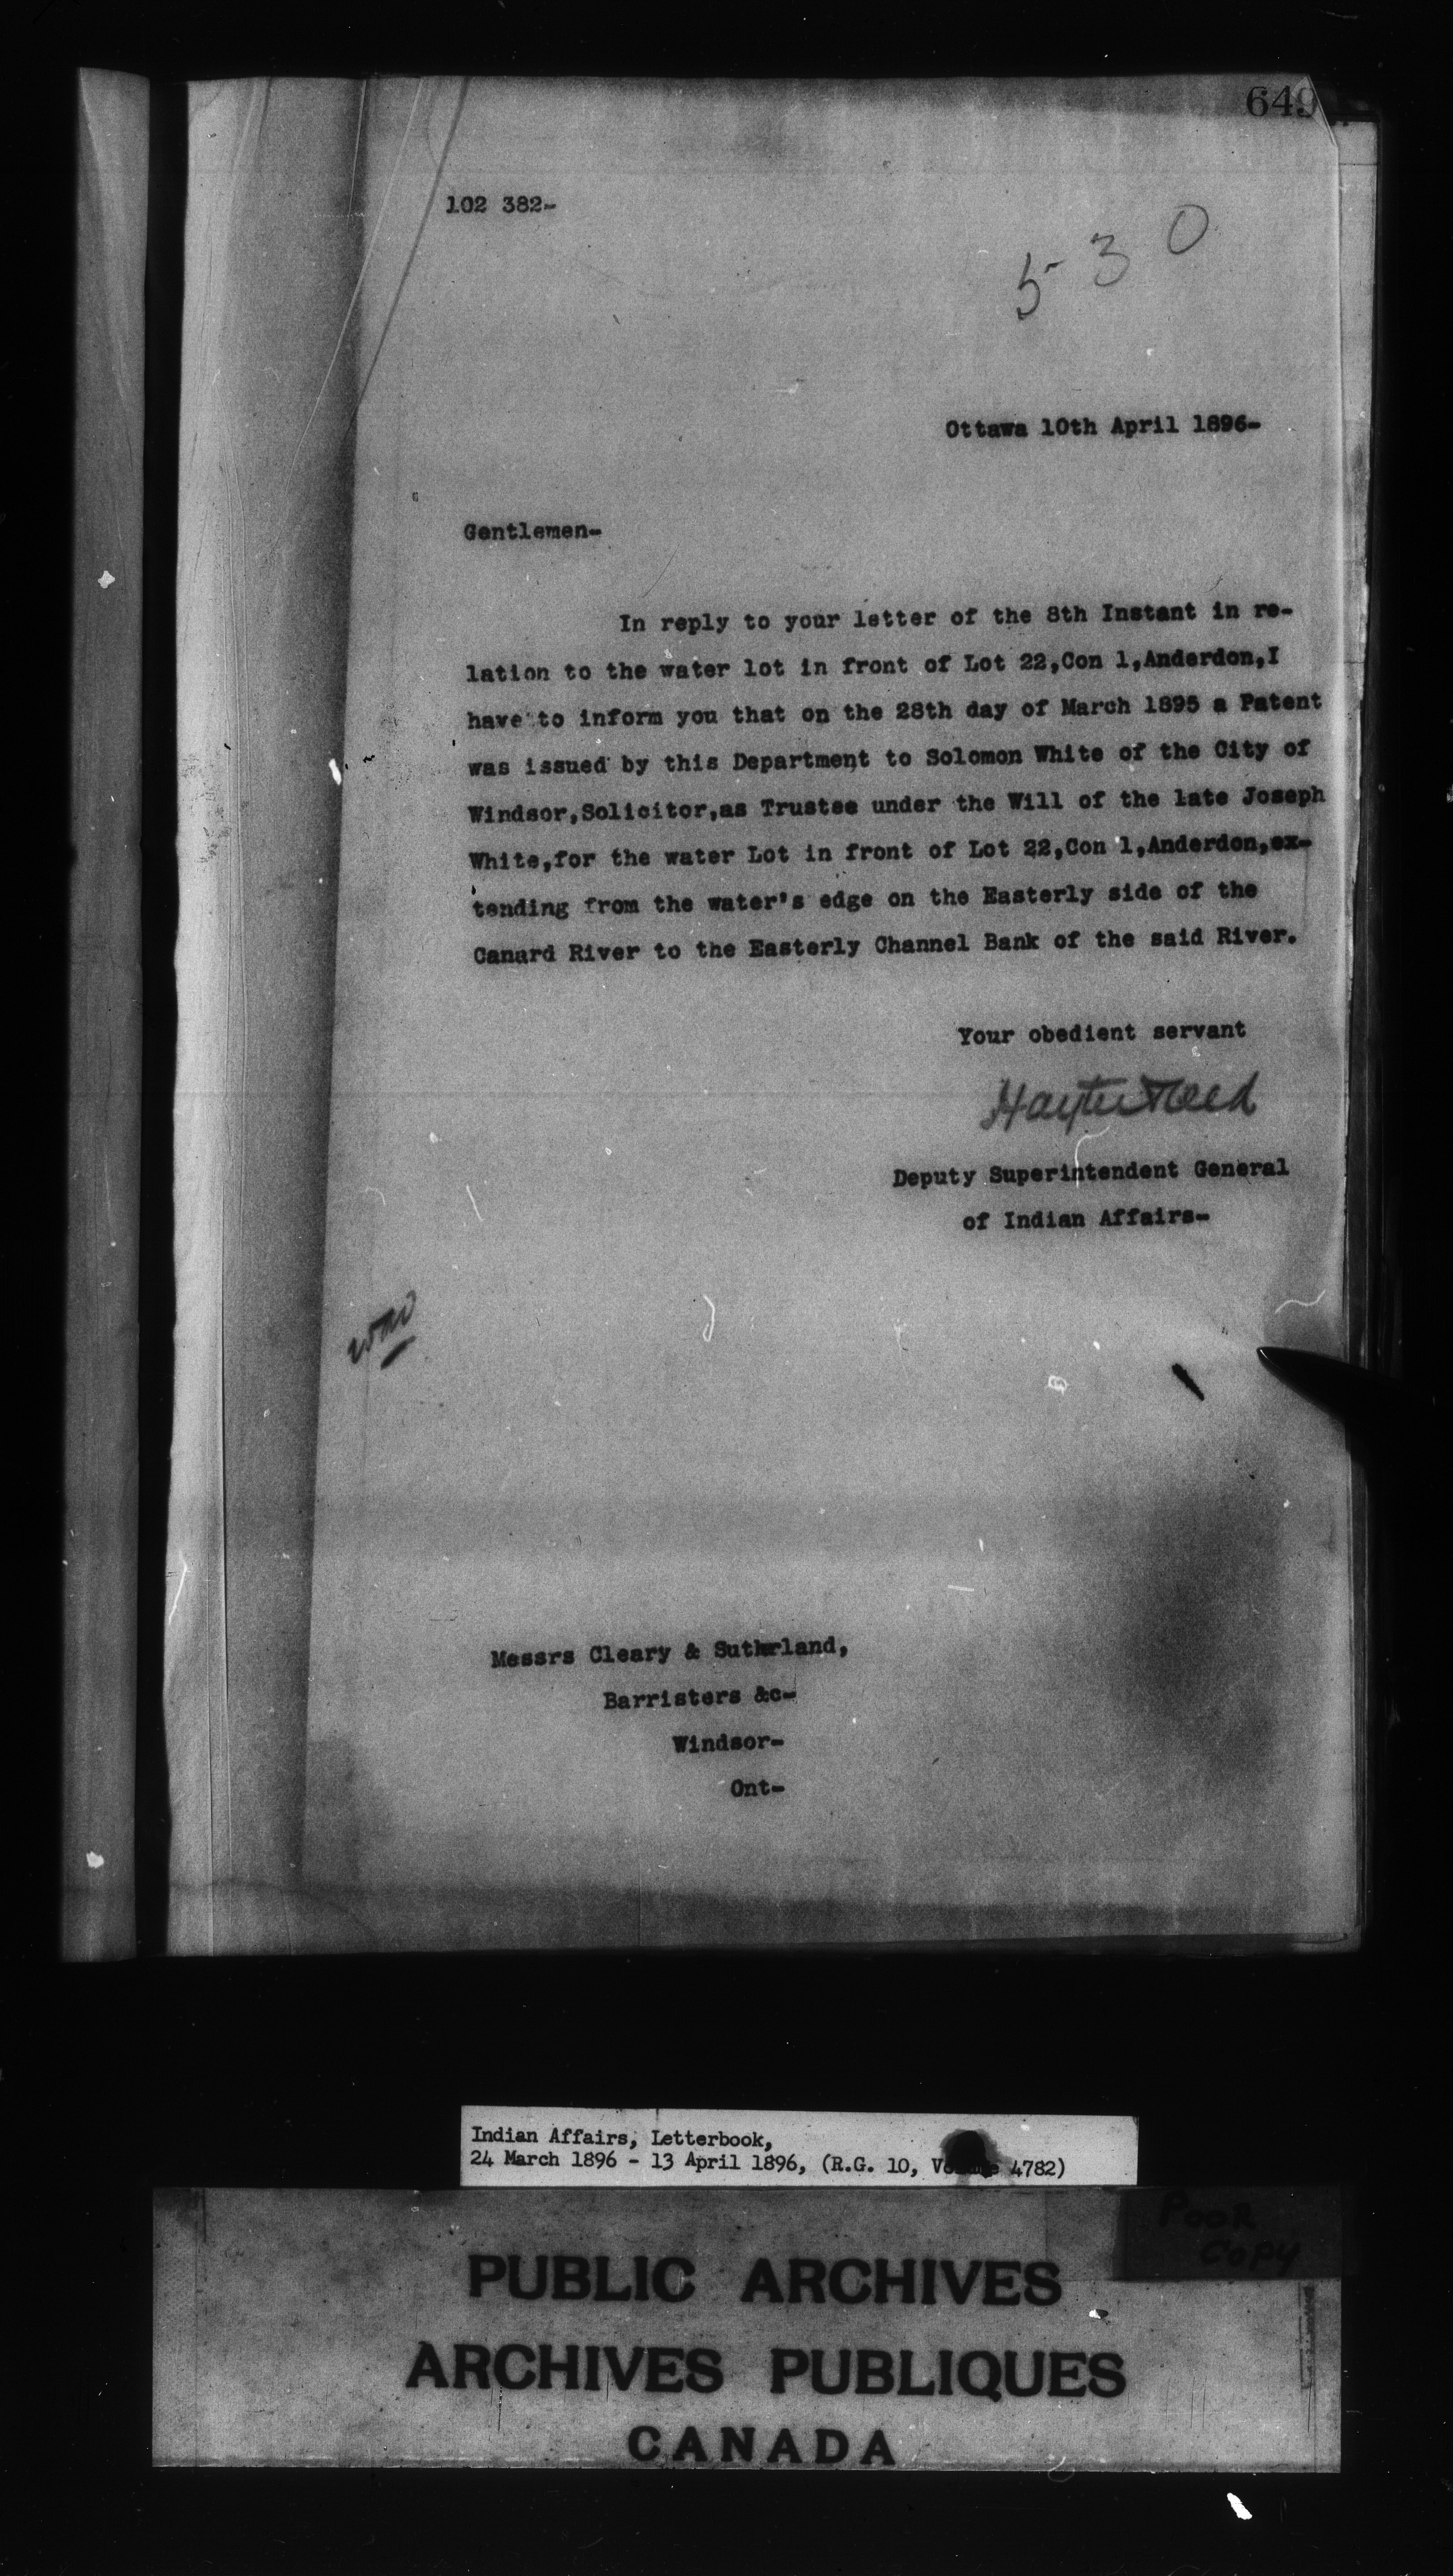 649
102 382-
530
Ottawa 10th April 1896-
Gentlemen-
In reply to your letter of the 8th Instant in re-
lation to the water lot in front of Lot 22,Con 1,Anderdon,I
have to inform you that on the 28th day of March 1895 a Patent
was issued by this Department to Solomon White of the City of
Windsor,Solicitor,as Trustee under the Will of the late Joseph
White,for the water Lot in front of Lot 22,Con 1,Anderdon,ex-
tending from the water's edge on the Easterly side of the
Canard River to the Easterly Channel Bank of the said River.
Your obedient servant
Hayter Reed
Deputy Superintendent General
of Indian Affairs-
Messrs Cleary & Sutherland,
Barristers &c-
Windsor-
Ont-
Indian Affairs, Letterbook,
24 March 1896 - 13 April 1896, (R.G. 10, Volume 4782)
POOR
COPY
PUBLIC ARCHIVES
ARCHIVES PUBLIQUES
CANADA